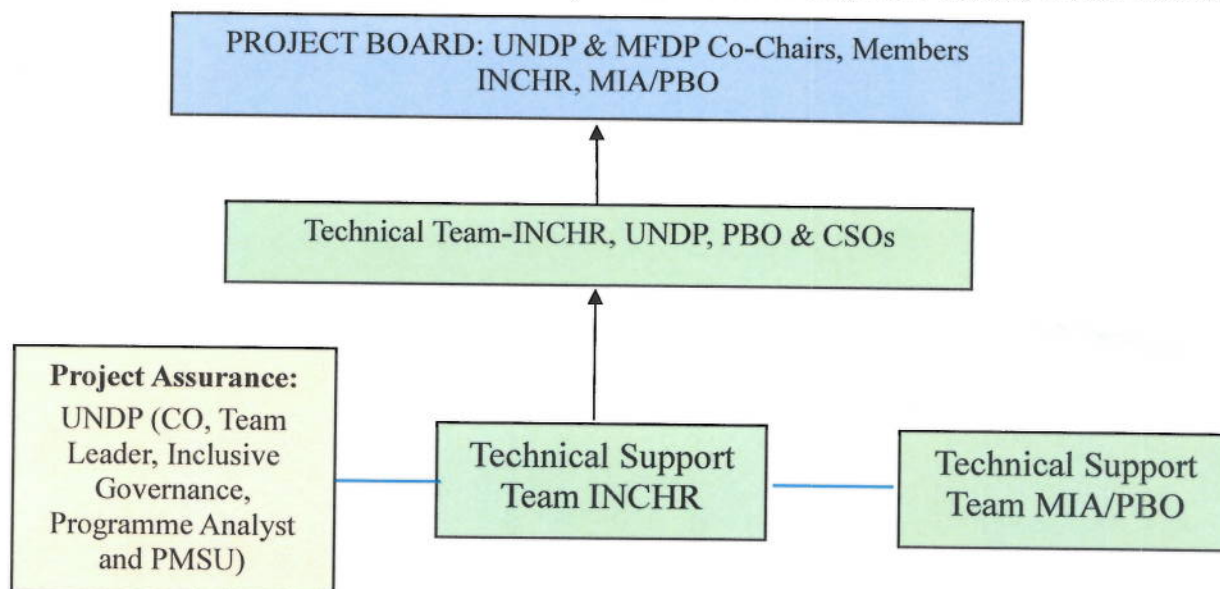 PROJECT BOARD: UNDP & MFDP Co-Chairs, Members
INCHR, MIA/PBO
Technical Team-INCHR, UNDP, PBO & CSOs
Project Assurance:
UNDP (CO, Team
Leader, Inclusive
Governance,
Programme Analyst
and PMSU)
Technical Support
Team INCHR
Technical Support
Team MIA/PBO